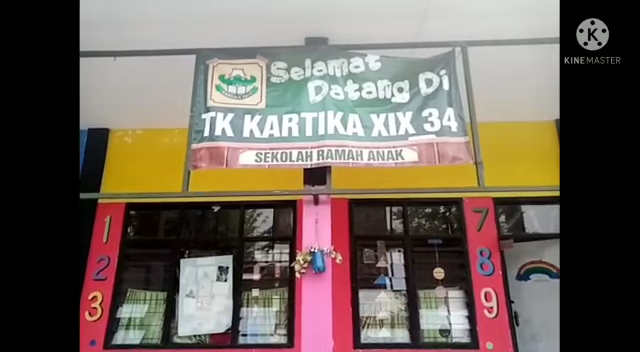 Selamat
Datang Di
TK KARTIKA XIX 34
SEKOLAH RAMAH ANAK
1
2
3
7
8
9
K
KINEMASTER